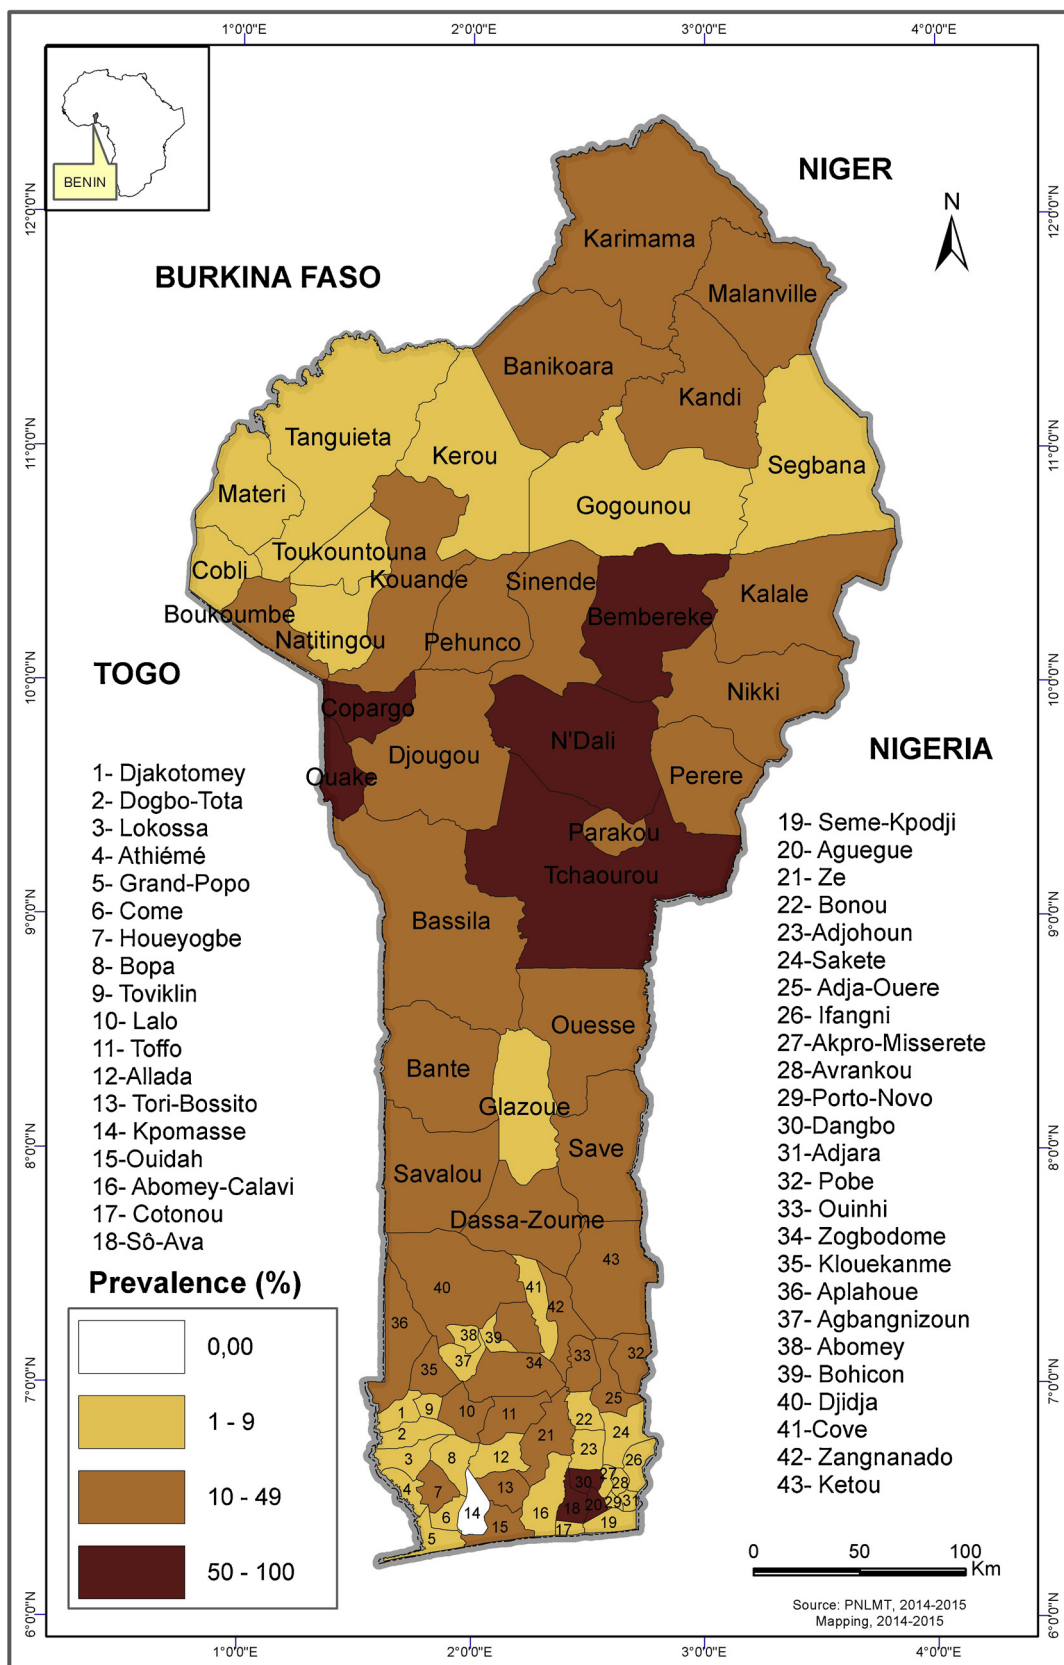 1°0'0"E 2°0'0"E 3°0'0"E 4°0'0"E
12°0'0"N
11°0'0"N
10°0'0"N
9°0'0"N
8°0'0"N
7°0'0"N
6°0'0"N
12°0'0"N
11°0'0"N
10°0'0"N
9°0'0"N
8°0'0"N
7°0'0"N
6°0'0"N
BENIN
NIGER
N
BURKINA FASO
TOGO
NIGERIA
Karimama
Malanville
Banikoara
Kandi
Tanguieta
Kerou
Segbana
Materi
Gogounou
Toukountouna
Cobli
Kouande
Sinende
Kalale
Boukoumbe
Bembereke
Natitingou
Pehunco
Nikki
Copargo
N'Dali
Djougou
Ouake
Perere
Parakou
Tchaourou
Bassila
Ouesse
Bante
Glazoue
Save
Savalou
Dassa-Zoume
43
40
41
42
36
38
39
37
35
34
33
32
25
1
9
10
11
21
22
24
2
3
8
12
23
26
4
7
13
30
27
28
6
14
16
18
20
29
31
5
15
17
19
1- Djakotomey
2- Dogbo-Tota
3- Lokossa
4- Athiémé
5- Grand-Popo
6- Come
7- Houeyogbe
8- Bopa
9- Toviklin
10- Lalo
11- Toffo
12-Allada
13- Tori-Bossito
14- Kpomasse
15-Ouidah
16- Abomey-Calavi
17- Cotonou
18-Sô-Ava
19- Seme-Kpodji
20- Aguegue
21- Ze
22- Bonou
23-Adjohoun
24-Sakete
25- Adja-Ouere
26- Ifangni
27-Akpro-Misserete
28-Avrankou
29-Porto-Novo
30-Dangbo
31-Adjara
32- Pobe
33- Ouinhi
34- Zogbodome
35- Klouekanme
36- Aplahoue
37- Agbangnizoun
38- Abomey
39- Bohicon
40- Djidja
41-Cove
42- Zangnanado
43- Ketou
Prevalence (%)
0,00
1 - 9
10 - 49
50 - 100
0 50 100
Km
Source: PNLMT, 2014-2015
Mapping, 2014-2015
1°0'0"E 2°0'0"E 3°0'0"E 4°0'0"E